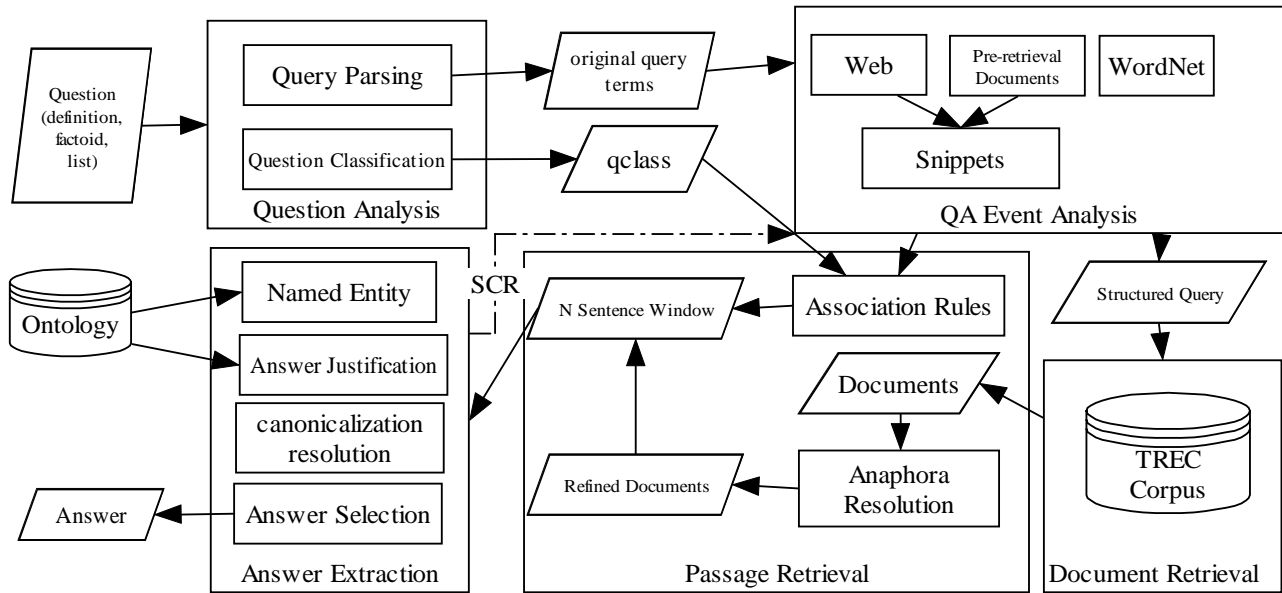 Question
(definition,
factoid,
list)
Query Parsing
Question Classification
Question Analysis
original query
terms
qclass
Web
Pre-retrieval
Documents
WordNet
Snippets
QA Event Analysis
Ontology
Named Entity
Answer Justification
canonicalization
resolution
Answer Selection
Answer Extraction
Answer
SCR
N Sentence Window
Association Rules
Documents
Refined Documents
Anaphora
Resolution
Passage Retrieval
Structured Query
TREC
Corpus
Document Retrieval